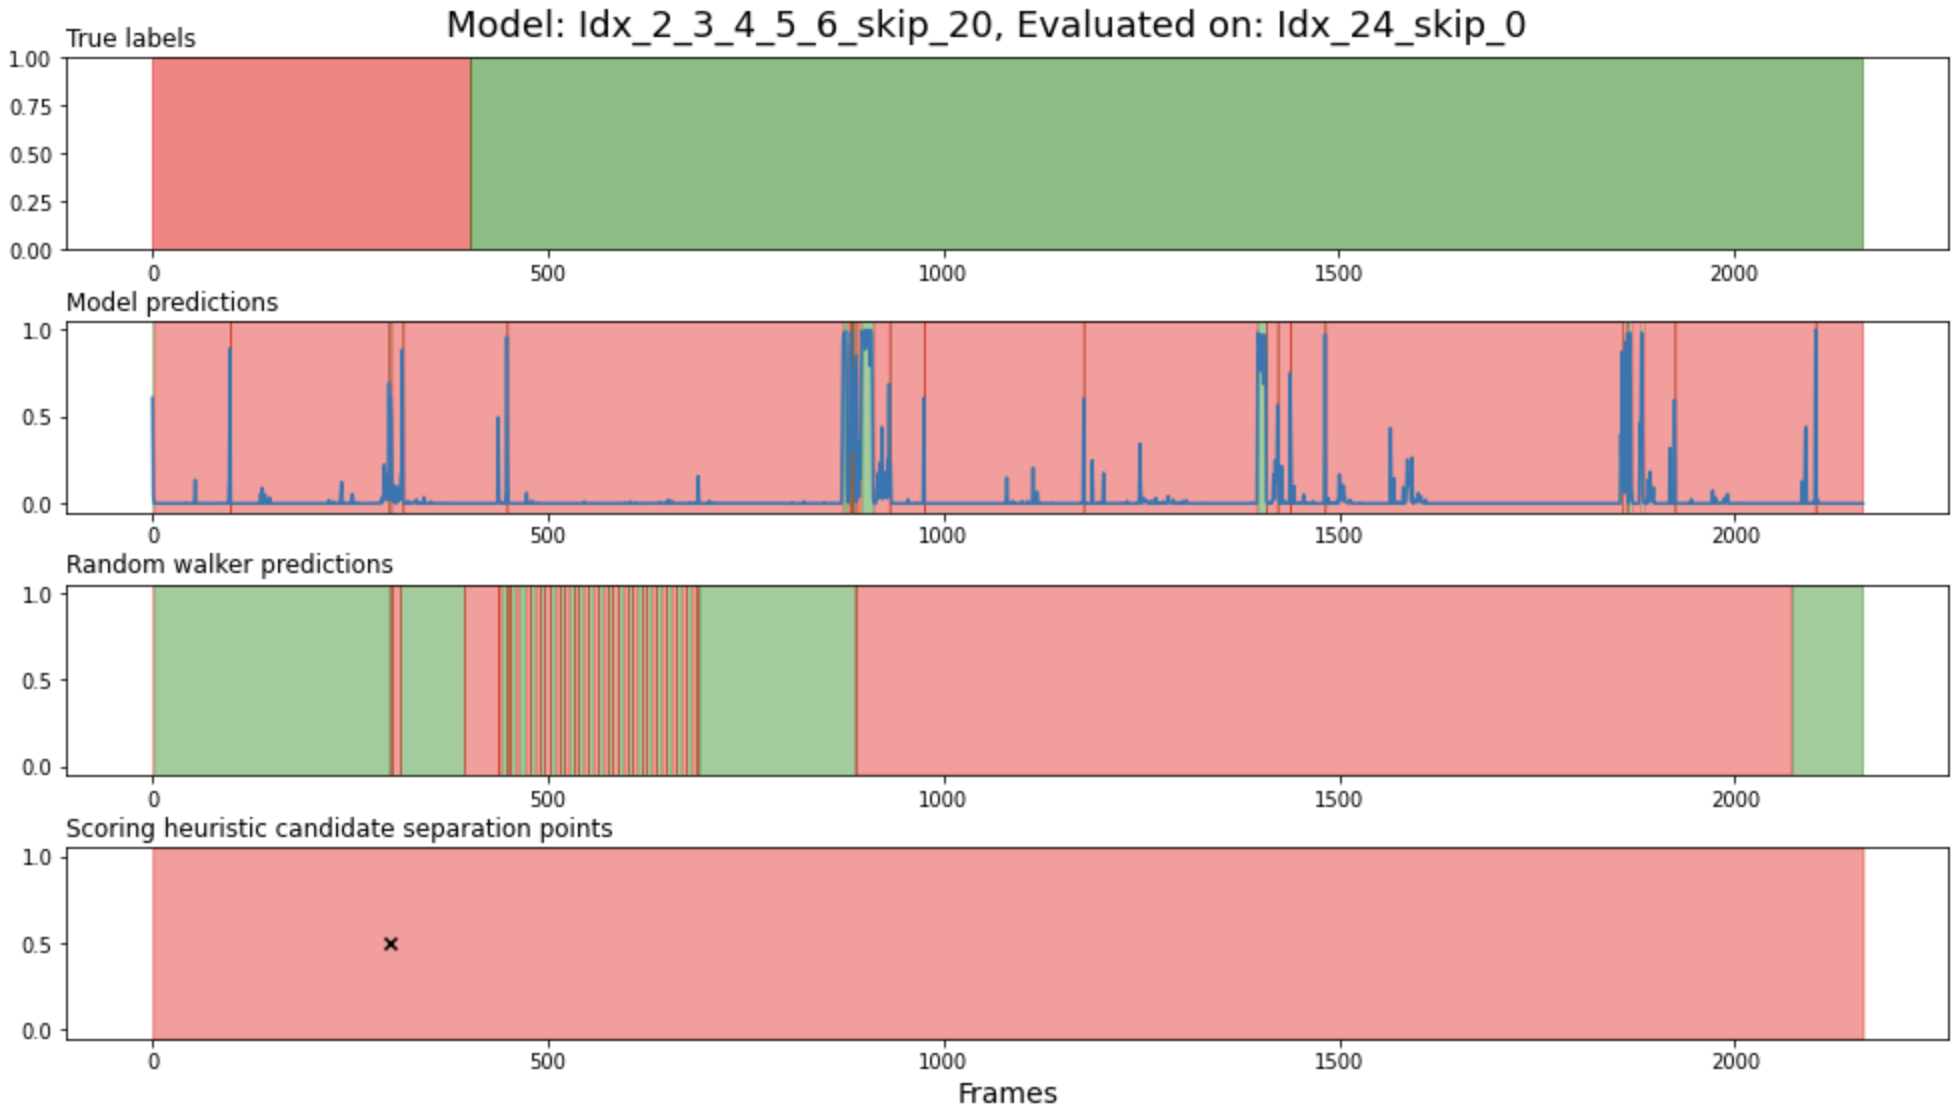 Model: Idx_2_3_4_5_6_skip_20, Evaluated on: Idx_24_skip_0
True labels
1.00
0.75
0.50
0.25
0.00
0 500 1000 1500 2000
Model predictions
1.0
0.5
0.0
0 500 1000 1500 2000
Random walker predictions
1.0
0.5
0.0
0 500 1000 1500 2000
Scoring heuristic candidate separation points
1.0
0.5
0.0
0 500 1000 1500 2000
Frames